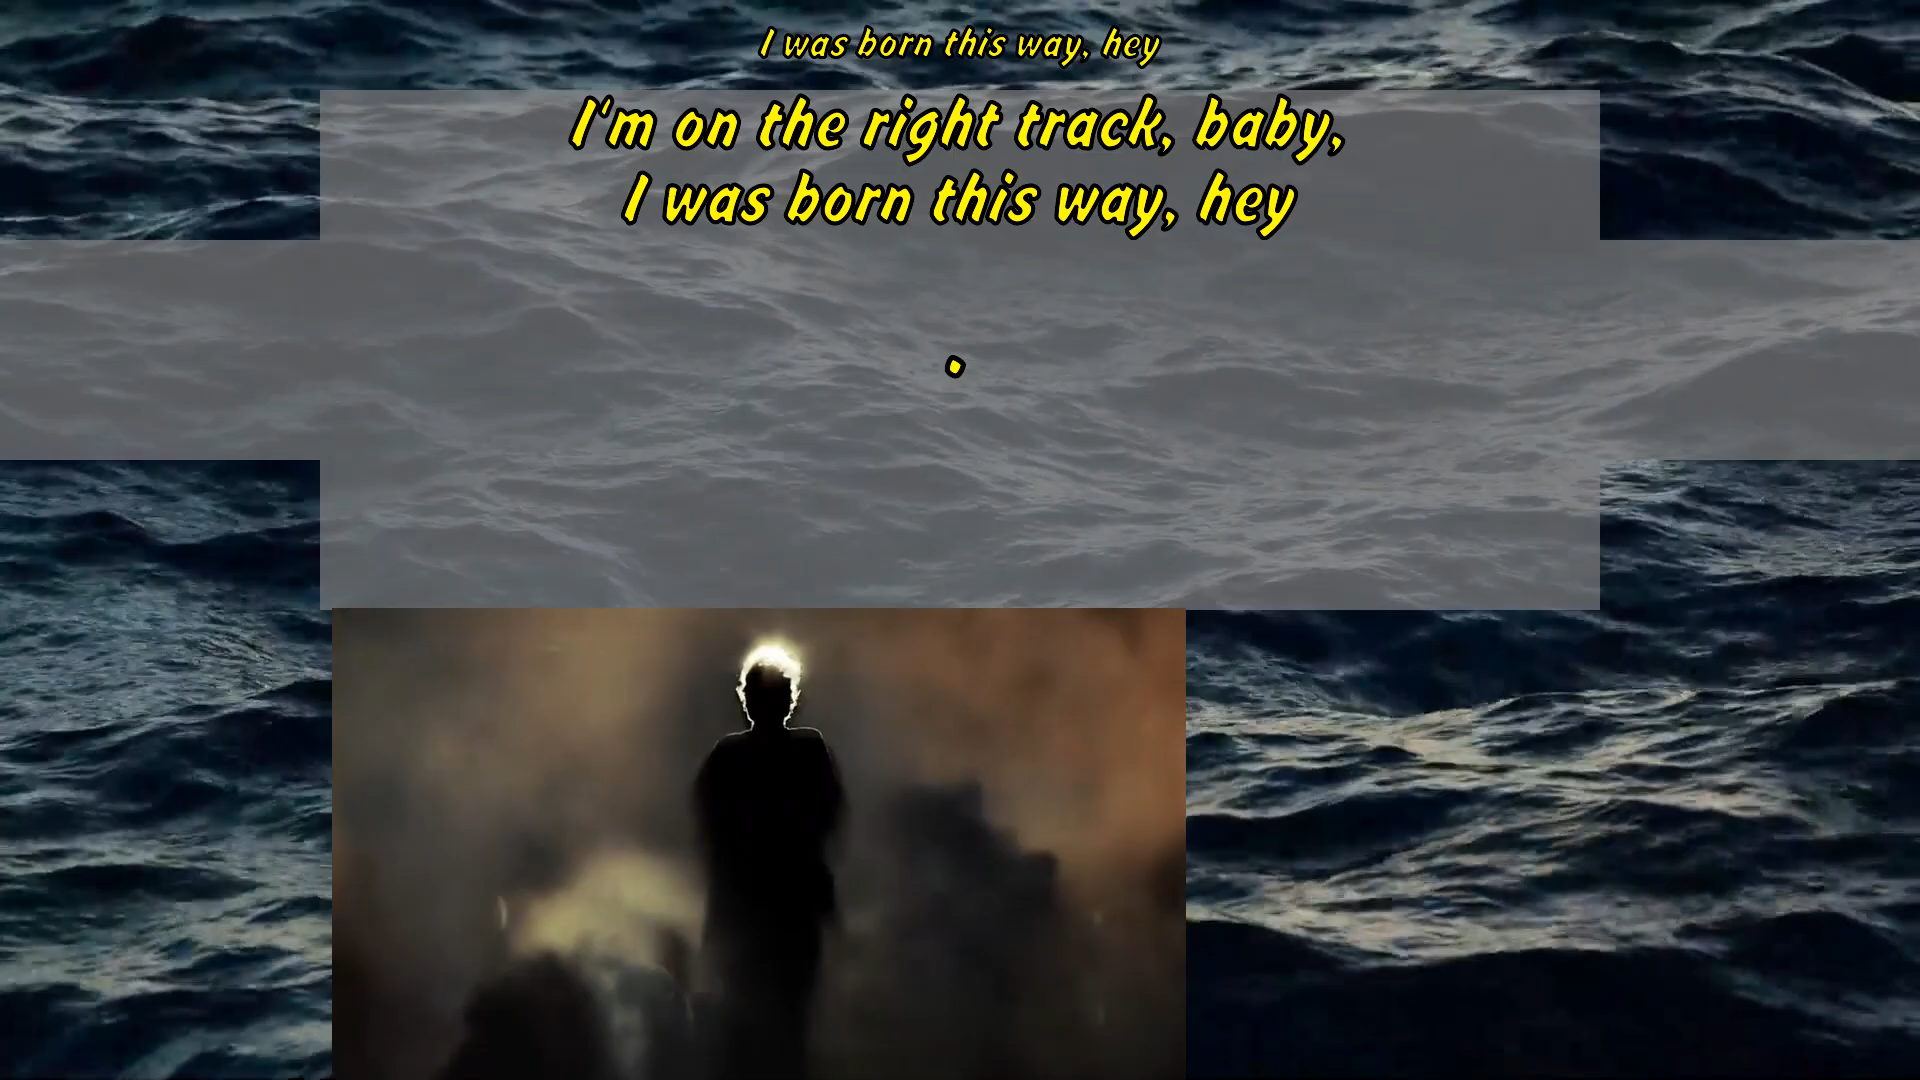 I was born this way, hey
I'm on the right track, baby,
I was born this way, hey
.